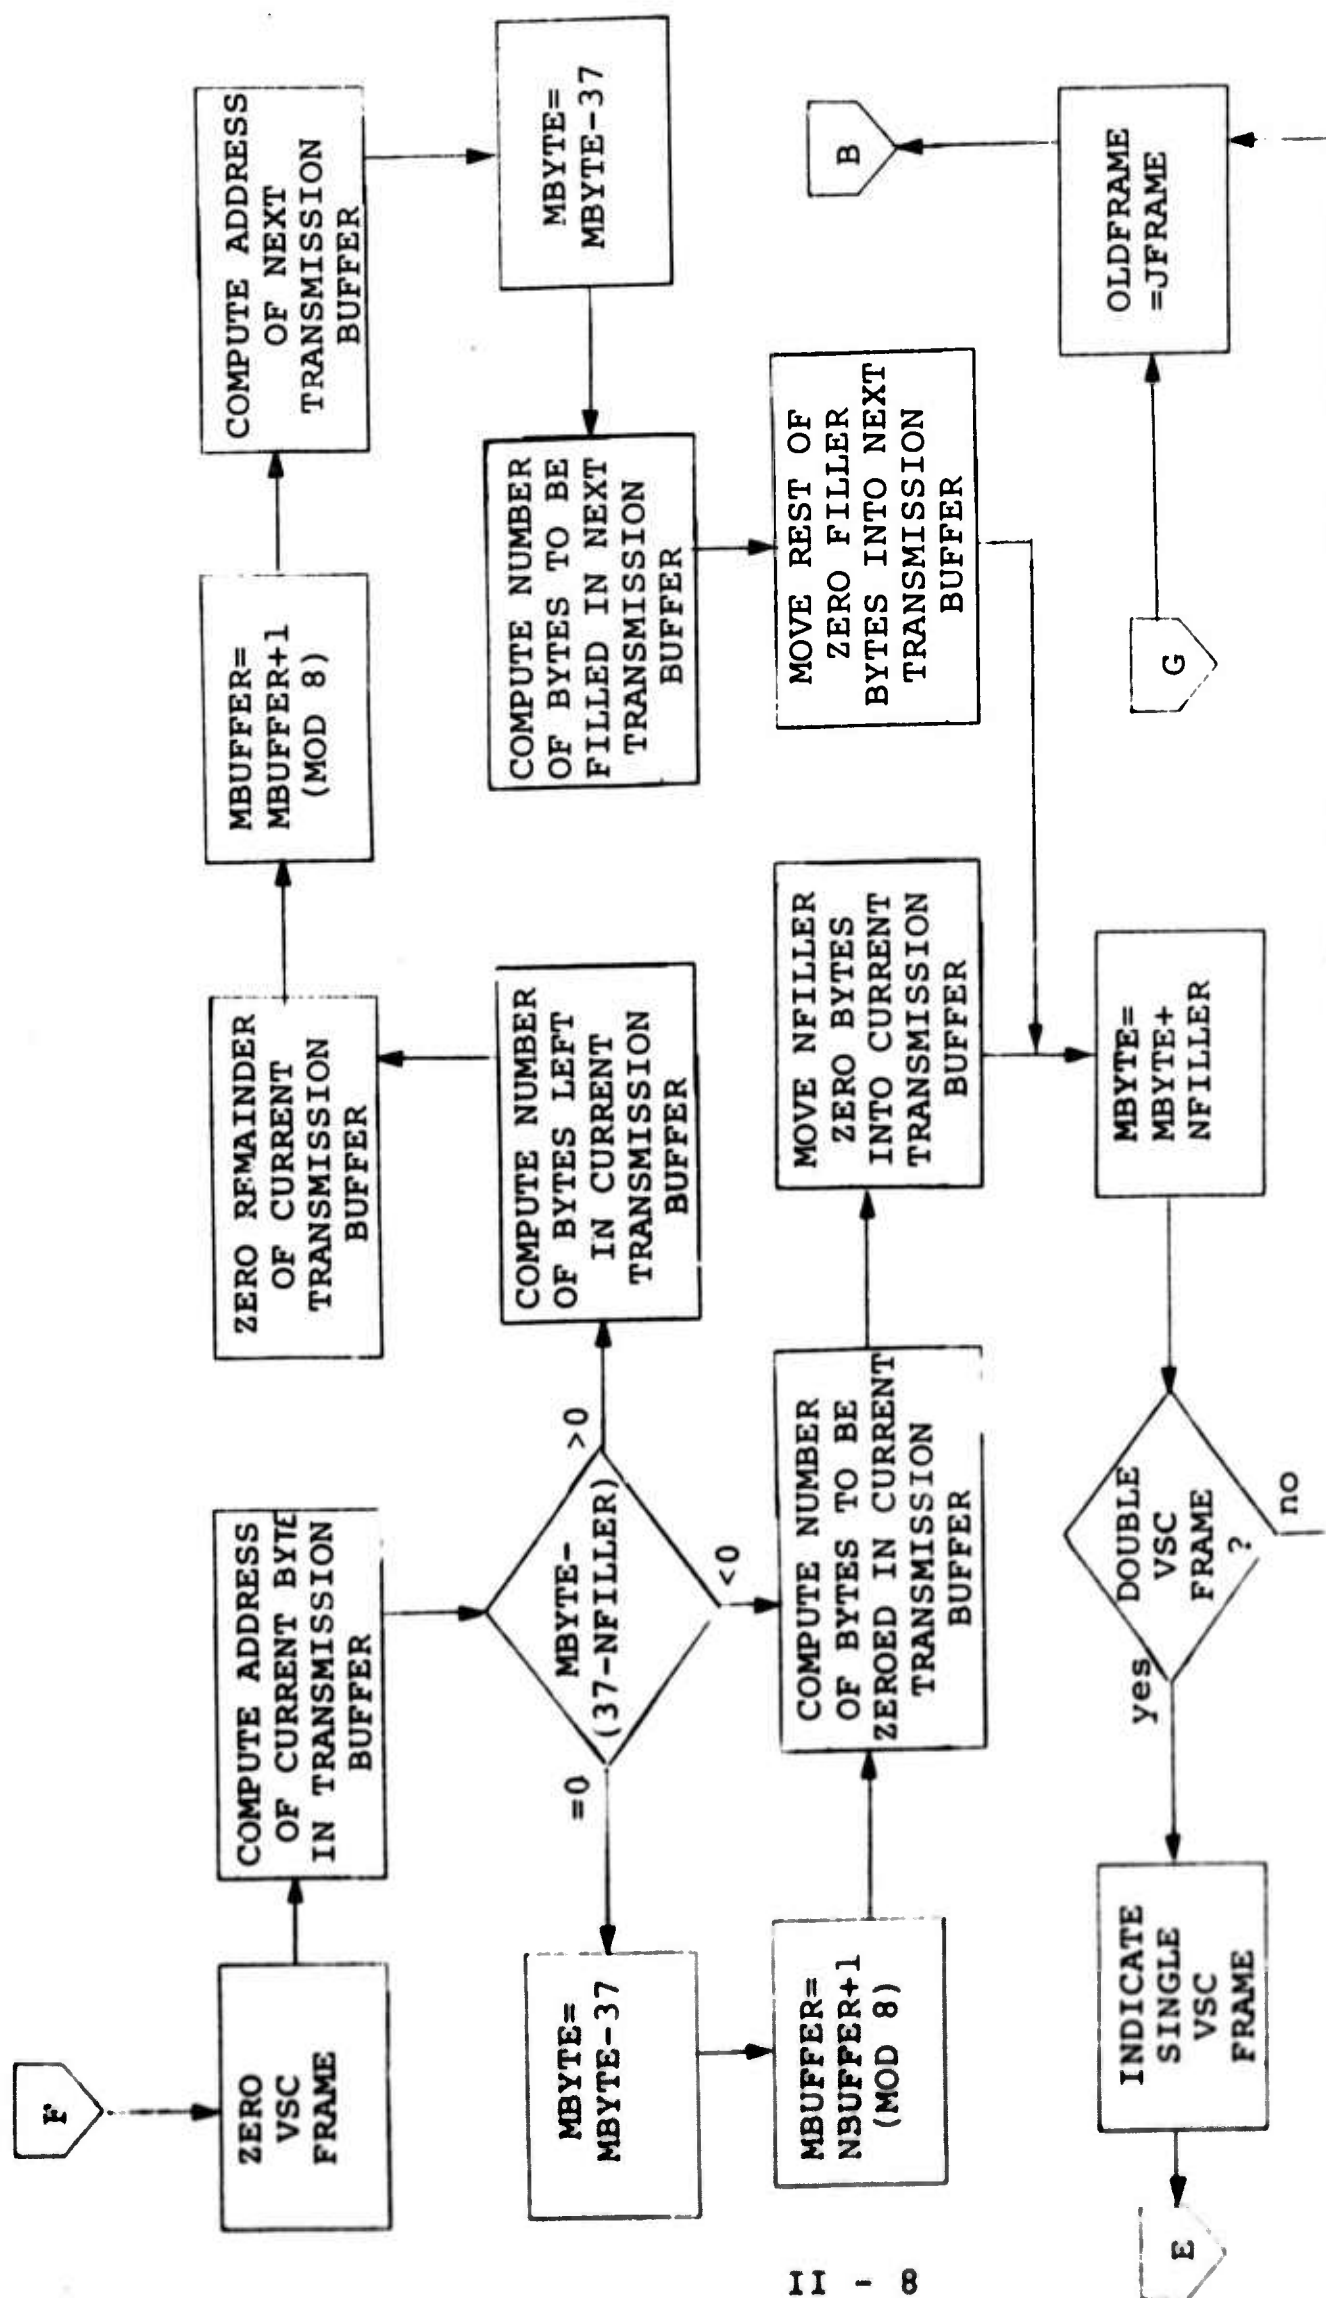 F
ZERO
VSC
FRAME
COMPUTE ADDRESS
OF CURRENT BYTE
IN TRANSMISSION
BUFFER
MBYTE-
(37-NFILLER)
=0
>0
<0
MBYTE=
MBYTE-37
MBUFFER=
NBUFFER+1
(MOD 8)
COMPUTE NUMBER
OF BYTES TO BE
ZEROED IN CURRENT
TRANSMISSION
BUFFER
MOVE NFILLER
ZERO BYTES
INTO CURRENT
TRANSMISSION
BUFFER
COMPUTE NUMBER
OF BYTES LEFT
IN CURRENT
TRANSMISSION
BUFFER
ZERO REMAINDER
OF CURRENT
TRANSMISSION
BUFFER
MBUFFER=
MBUFFER+1
(MOD 8)
COMPUTE ADDRESS
OF NEXT
TRANSMISSION
BUFFER
MBYTE=
MBYTE-37
COMPUTE NUMBER
OF BYTES TO BE
FILLED IN NEXT
TRANSMISSION
BUFFER
MOVE REST OF
ZERO FILLER
BYTES INTO NEXT
TRANSMISSION
BUFFER
MBYTE=
MBYTE+
NFILLER
DOUBLE
VSC
FRAME
?
yes
no
INDICATE
SINGLE
VSC
FRAME
E
G
OLDFRAME
=JFRAME
B
II - 8